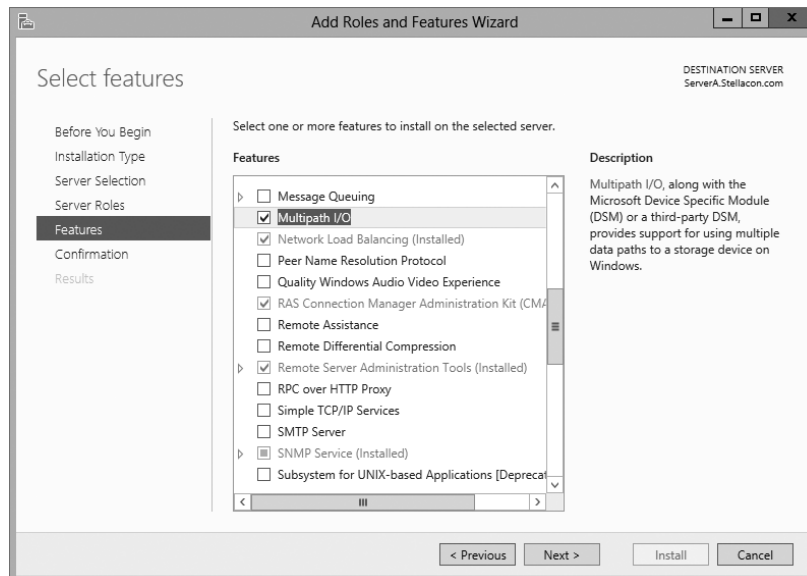 Add Roles and Features Wizard
Select features
DESTINATION SERVER
ServerA.Stellacon.com
Before You Begin
Installation Type
Server Selection
Server Roles
Features
Confirmation
Results
Select one or more features to install on the selected server.
Features
Message Queuing
Multipath I/O
Network Load Balancing (Installed)
Peer Name Resolution Protocol
Quality Windows Audio Video Experience
RAS Connection Manager Administration Kit (CMA
Remote Assistance
Remote Differential Compression
Remote Server Administration Tools (Installed)
RPC over HTTP Proxy
Simple TCP/IP Services
SMTP Server
SNMP Service (Installed)
Subsystem for UNIX-based Applications [Deprecat
Description
Multipath I/O, along with the
Microsoft Device Specific Module
(DSM) or a third-party DSM,
provides support for using multiple
data paths to a storage device on
Windows.
< Previous
Next >
Install
Cancel